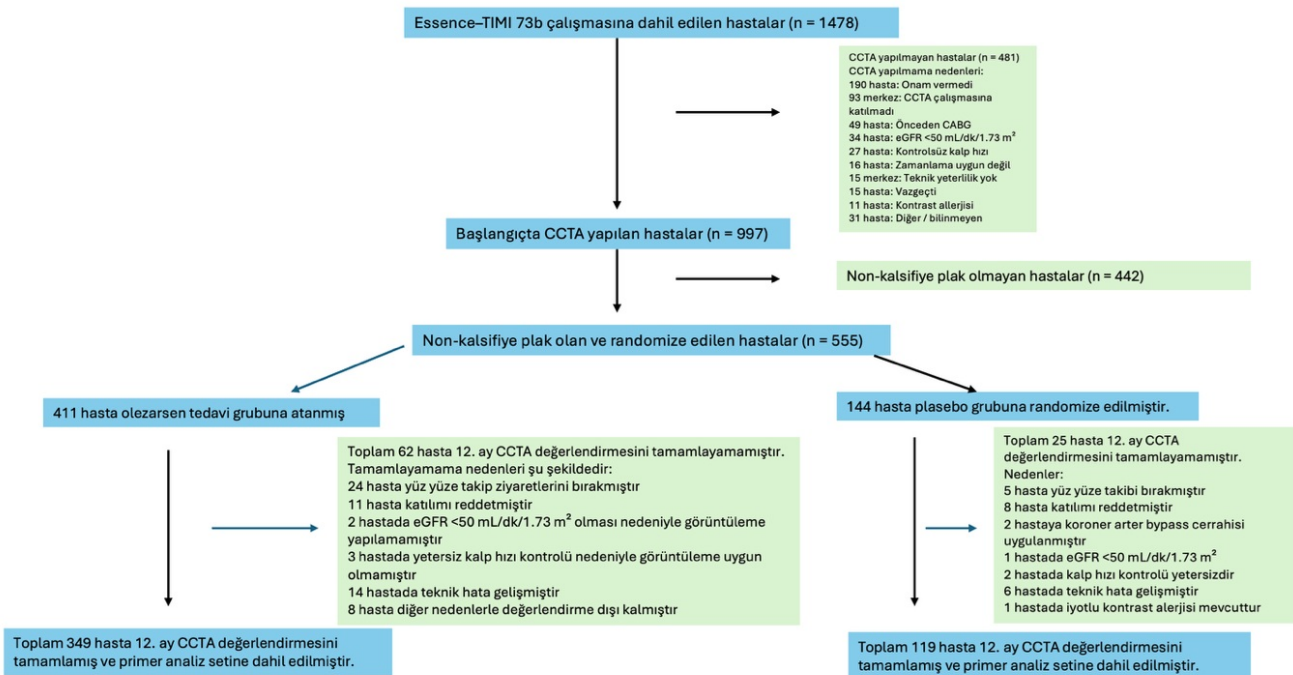 Essence–TIMI 73b çalışmasına dahil edilen hastalar (n = 1478)
CCTA yapılmayan hastalar (n = 481)
CCTA yapılmama nedenleri:
190 hasta: Onam vermedi
93 merkez: CCTA çalışmasına
katılmadı
49 hasta: Önceden CABG
34 hasta: eGFR <50 mL/dk/1.73 m²
27 hasta: Kontrolsüz kalp hızı
16 hasta: Zamanlama uygun değil
15 merkez: Teknik yeterlilik yok
15 hasta: Vazgeçti
11 hasta: Kontrast allerjisi
31 hasta: Diğer / bilinmeyen
Başlangıçta CCTA yapılan hastalar (n = 997)
Non-kalsifiye plak olmayan hastalar (n = 442)
Non-kalsifiye plak olan ve randomize edilen hastalar (n = 555)
411 hasta olezarsen tedavi grubuna atanmış
144 hasta plasebo grubuna randomize edilmiştir.
Toplam 62 hasta 12. ay CCTA değerlendirmesini tamamlayamamıştır.
Tamamlayamama nedenleri şu şekildedir:
24 hasta yüz yüze takip ziyaretlerini bırakmıştır
11 hasta katılımı reddetmiştir
2 hastada eGFR <50 mL/dk/1.73 m² olması nedeniyle görüntüleme
yapılamamıştır
3 hastada yetersiz kalp hızı kontrolü nedeniyle görüntüleme uygun
olmamıştır
14 hastada teknik hata gelişmiştir
8 hasta diğer nedenlerle değerlendirme dışı kalmıştır
Toplam 25 hasta 12. ay CCTA
değerlendirmesini tamamlayamamıştır.
Nedenler:
5 hasta yüz yüze takibi bırakmıştır
8 hasta katılımı reddetmiştir
2 hastaya koroner arter bypass cerrahisi
uygulanmıştır
1 hastada eGFR <50 mL/dk/1.73 m²
2 hastada kalp hızı kontrolü yetersizdir
6 hastada teknik hata gelişmiştir
1 hastada iyotlu kontrast alerjisi mevcuttur
Toplam 349 hasta 12. ay CCTA değerlendirmesini
tamamlamış ve primer analiz setine dahil edilmiştir.
Toplam 119 hasta 12. ay CCTA değerlendirmesini
tamamlamış ve primer analiz setine dahil edilmiştir.